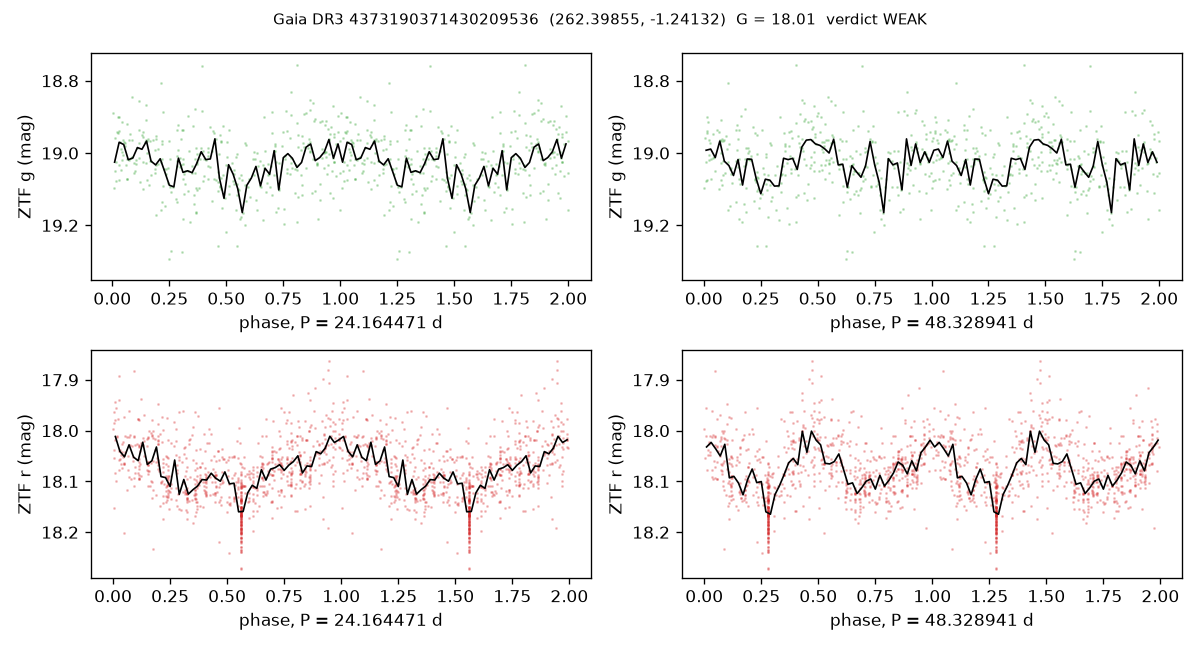 Gaia DR3 4373190371430209536  (262.39855, -1.24132)  G = 18.01  verdict WEAK
ZTF g (mag)
18.8
19.0
19.2
0.00 0.25 0.50 0.75 1.00 1.25 1.50 1.75 2.00
phase, P = 24.164471 d
ZTF g (mag)
18.8
19.0
19.2
0.00 0.25 0.50 0.75 1.00 1.25 1.50 1.75 2.00
phase, P = 48.328941 d
ZTF r (mag)
17.9
18.0
18.1
18.2
0.00 0.25 0.50 0.75 1.00 1.25 1.50 1.75 2.00
phase, P = 24.164471 d
ZTF r (mag)
17.9
18.0
18.1
18.2
0.00 0.25 0.50 0.75 1.00 1.25 1.50 1.75 2.00
phase, P = 48.328941 d